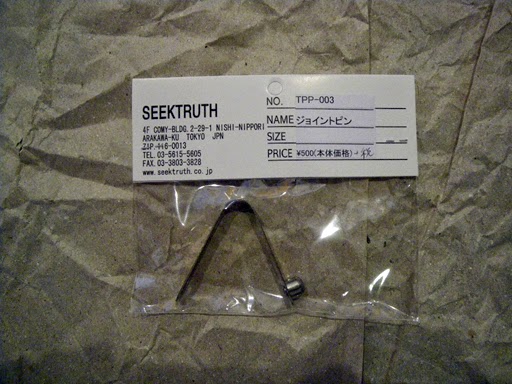 SEEKTRUTH
4F COMY-BLDG.2-29-1 NISHI-NIPPORI
ARAKAWA-KU TOKYO JPN
ZIP.116-0013
TEL.03-5615-5605
FAX.03-3803-3828
www.seektruth.co.jp
NO. TPP-003
NAME ジョイントピン
SIZE
PRICE ¥500(本体価格)+税